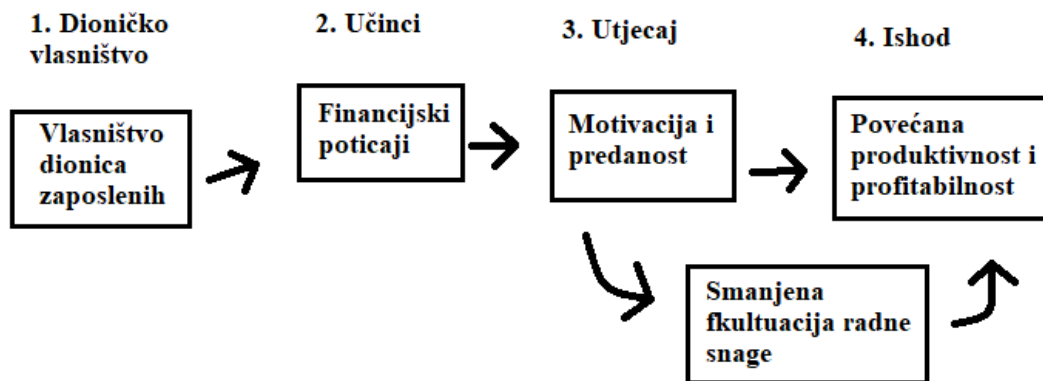 1. Dioničko
vlasništvo
2. Učinci
3. Utjecaj
4. Ishod
Vlasništvo
dionica
zaposlenih
Financijski
poticaji
Motivacija i
predanost
Povećana
produktivnost i
profitabilnost
Smanjena
fkultuacija radne
snage